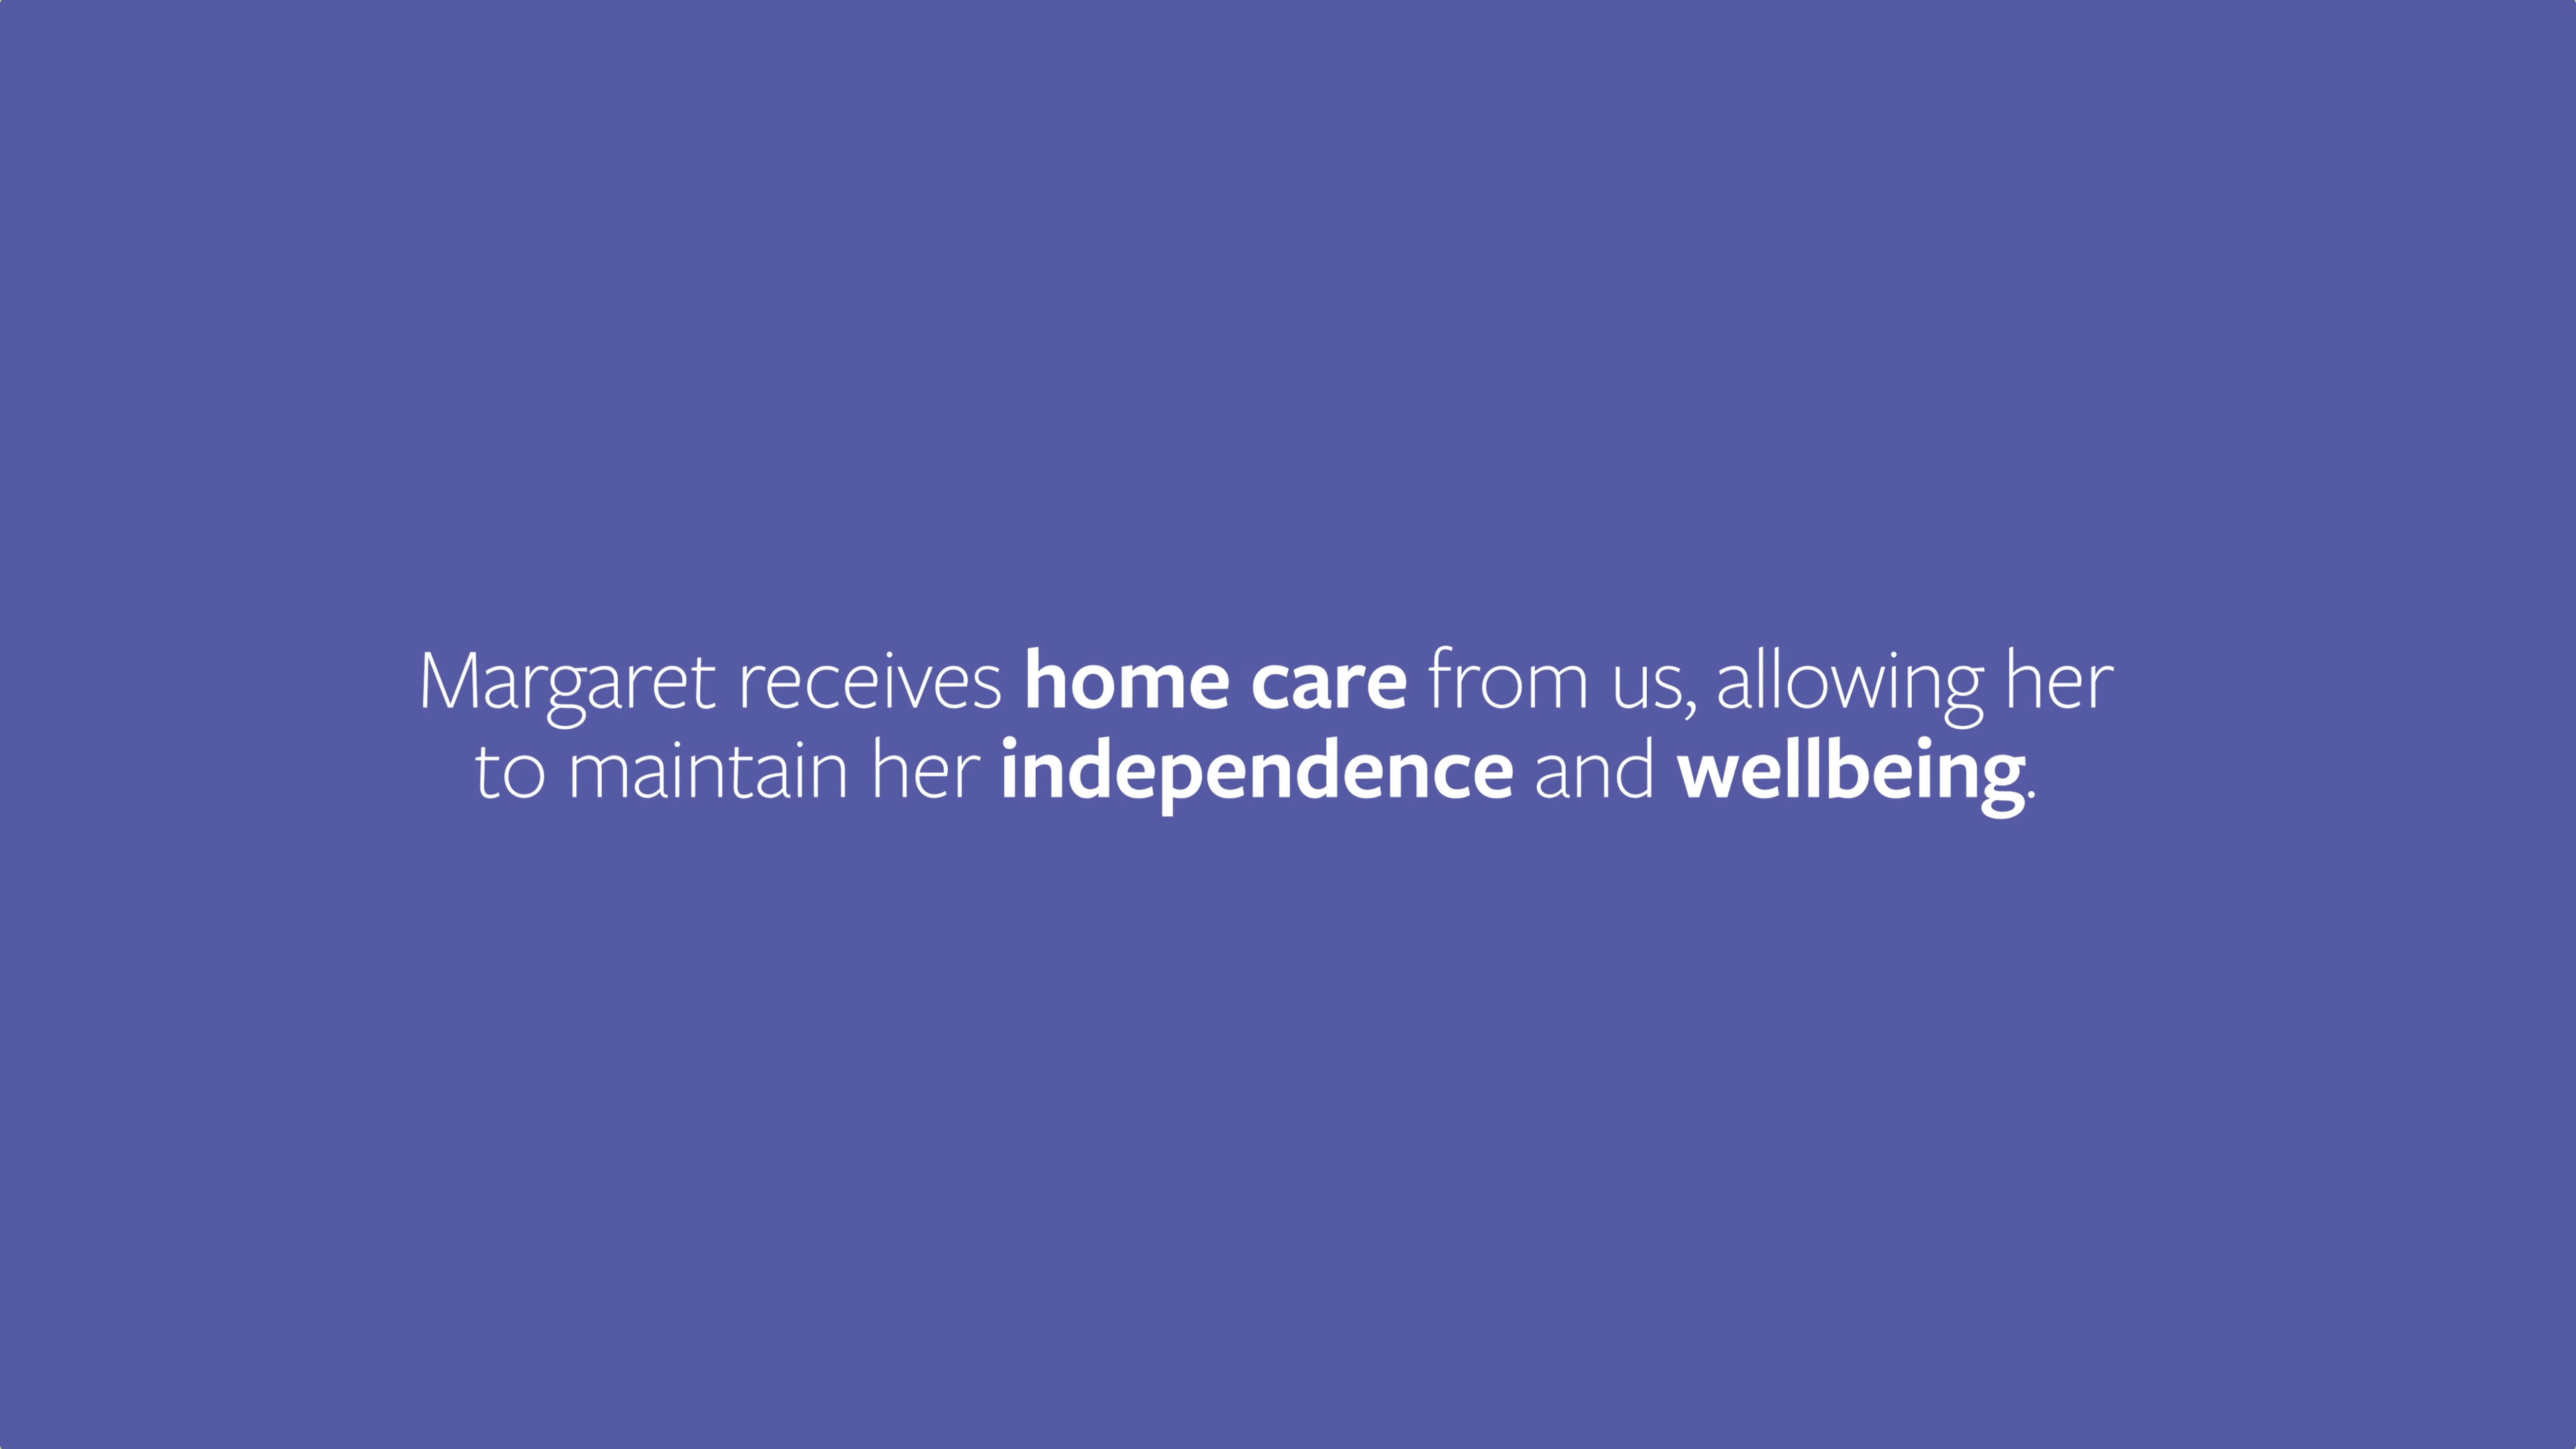 Margaret receives home care from us, allowing her
to maintain her independence and wellbeing.